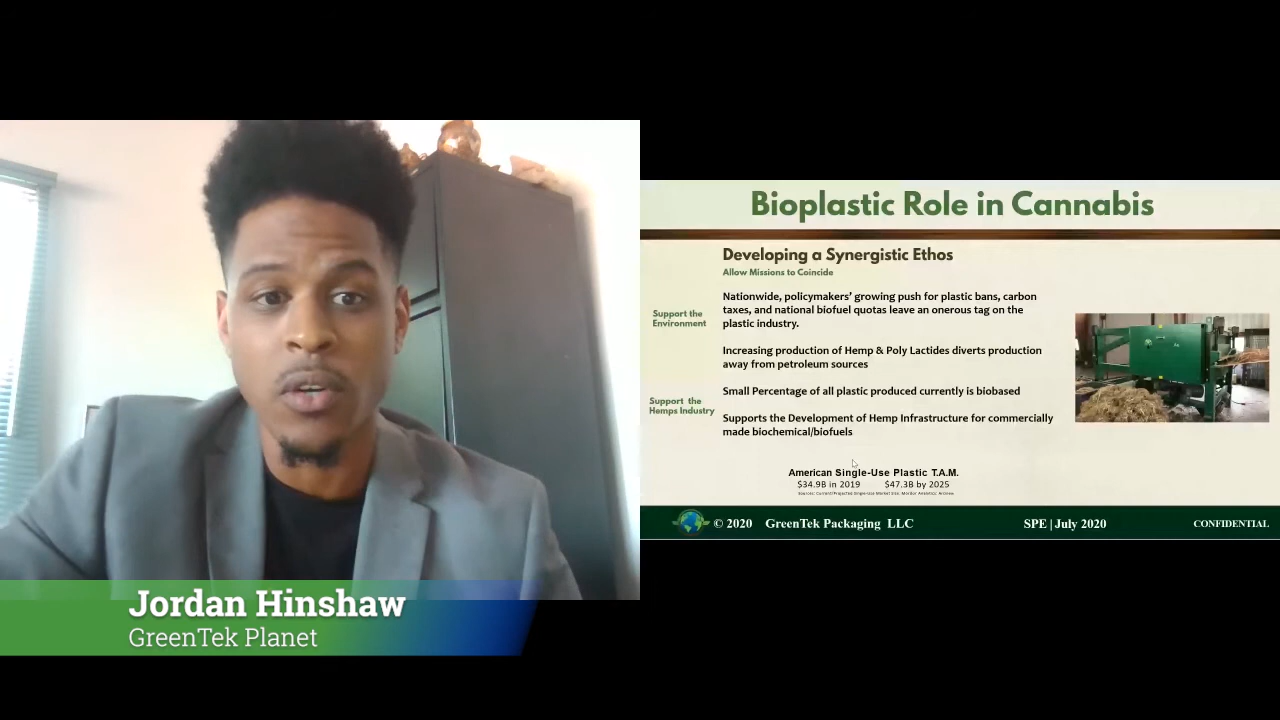 Bioplastic Role in Cannabis
Developing a Synergistic Ethos
Allow Missions to Coincide
Support the
Environment
Nationwide, policymakers' growing push for plastic bans, carbon
taxes, and national biofuel quotas leave an onerous tag on the
plastic industry.
Increasing production of Hemp & Poly Lactides diverts production
away from petroleum sources
Small Percentage of all plastic produced currently is biobased
Support the
Hemps Industry
Supports the Development of Hemp Infrastructure for commercially
made biochemical/biofuels
American Single-Use Plastic T.A.M.
$34.9B in 2019 $47.3B by 2025
© 2020 GreenTek Packaging LLC SPE | July 2020 CONFIDENTIAL
Jordan Hinshaw
GreenTek Planet